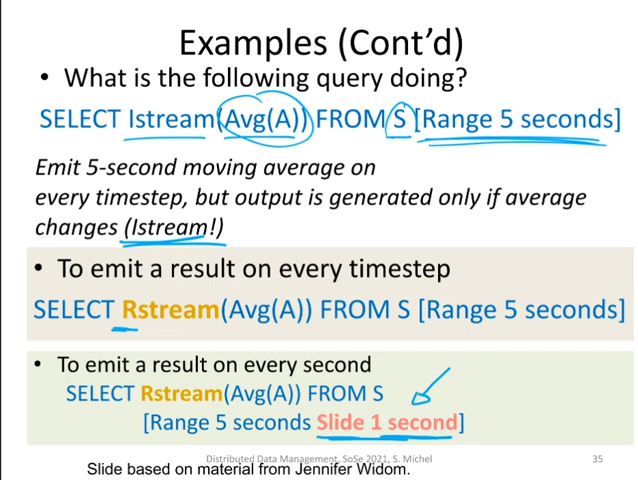 Examples (Cont'd)
• What is the following query doing?
SELECT Istream(Avg(A)) FROM S [Range 5 seconds]
Emit 5-second moving average on
every timestep, but output is generated only if average
changes (Istream!)
• To emit a result on every timestep
SELECT Rstream(Avg(A)) FROM S [Range 5 seconds]
• To emit a result on every second
SELECT Rstream(Avg(A)) FROM S
[Range 5 seconds Slide 1 second]
Distributed Data Management, SoSe 2021, S. Michel 35
Slide based on material from Jennifer Widom.